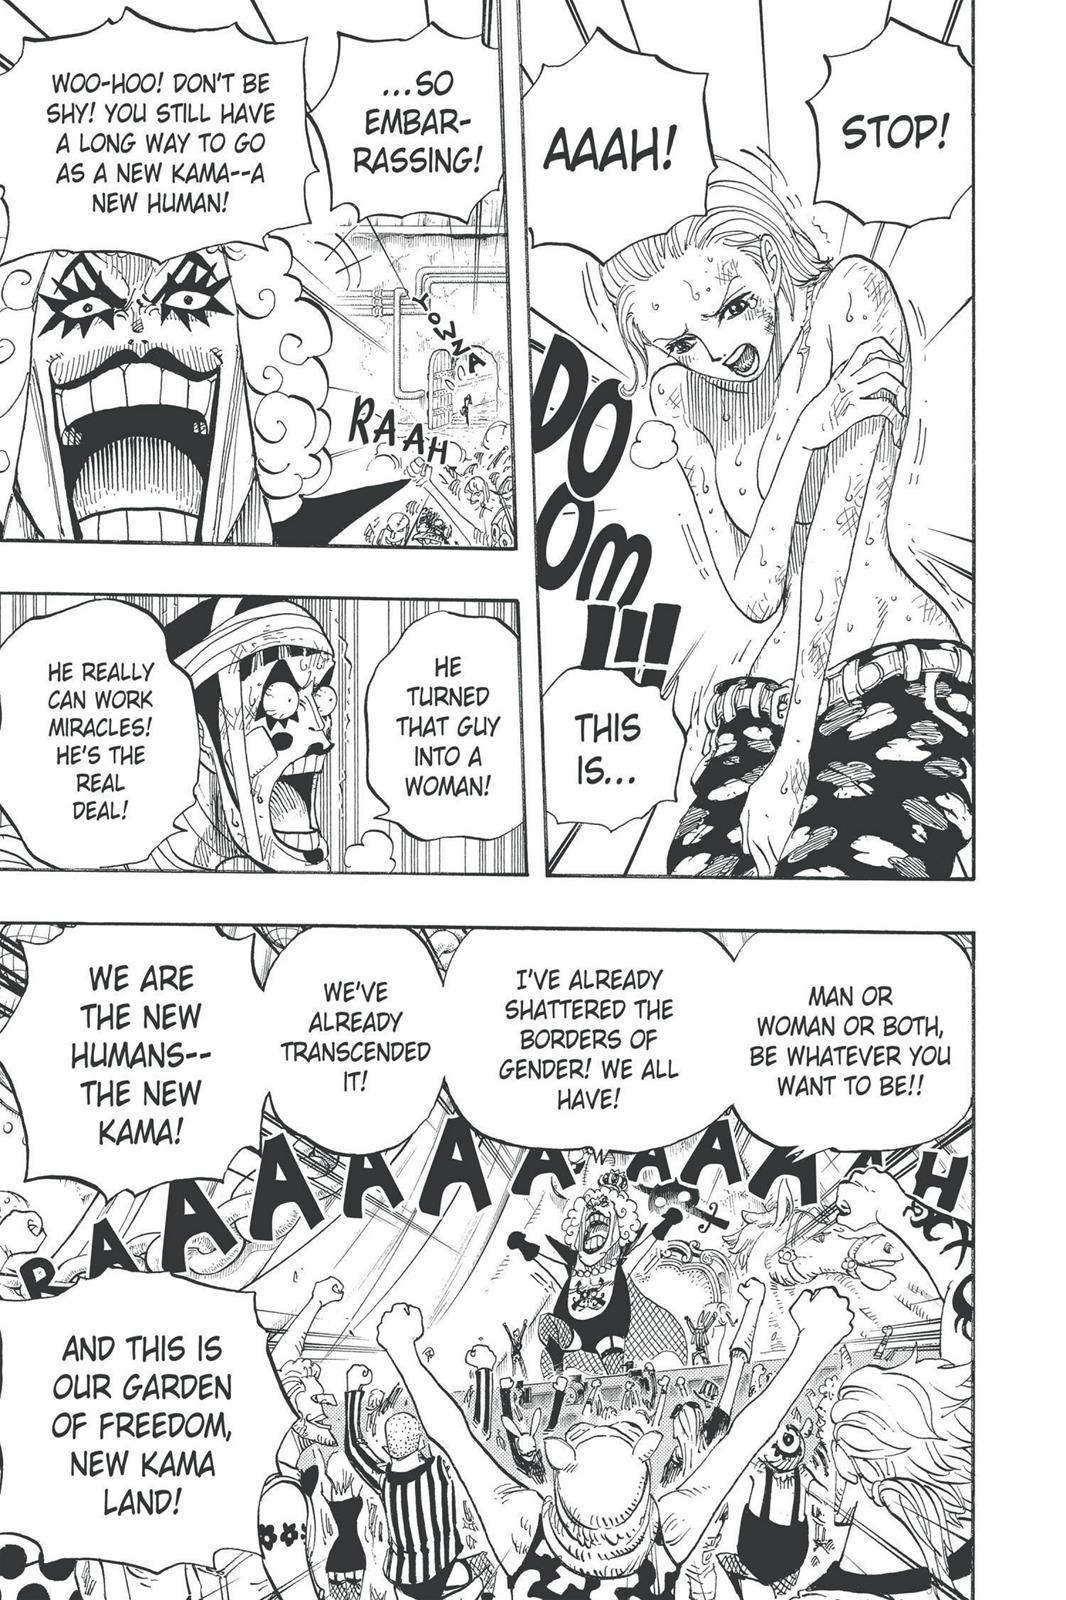 STOP!
AAAH!
DOOOM!!!
THIS
IS...
...SO
EMBAR-
RASSING!
YOWNA
RAAH
WOO-HOO! DON'T BE
SHY! YOU STILL HAVE
A LONG WAY TO GO
AS A NEW KAMA--A
NEW HUMAN!
HE
TURNED
THAT GUY
INTO A
WOMAN!
HE REALLY
CAN WORK
MIRACLES!
HE'S THE
REAL
DEAL!
MAN OR
WOMAN OR BOTH,
BE WHATEVER YOU
WANT TO BE!!
I'VE ALREADY
SHATTERED THE
BORDERS OF
GENDER! WE ALL
HAVE!
WE'VE
ALREADY
TRANSCENDED
IT!
WE ARE
THE NEW
HUMANS--
THE NEW
KAMA!
RAAAAAAAAAAAH
AND THIS IS
OUR GARDEN
OF FREEDOM,
NEW KAMA
LAND!